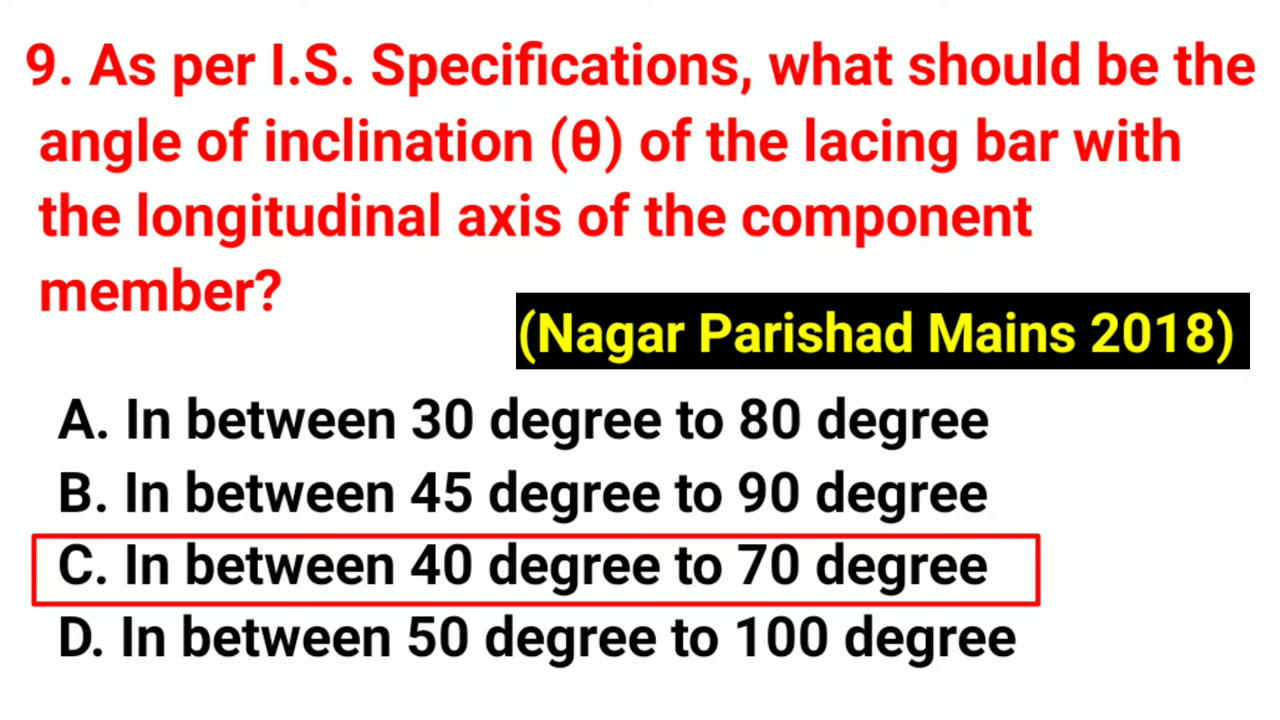 9. As per I.S. Specifications, what should be the
angle of inclination (θ) of the lacing bar with
the longitudinal axis of the component
member?
(Nagar Parishad Mains 2018)
A. In between 30 degree to 80 degree
B. In between 45 degree to 90 degree
C. In between 40 degree to 70 degree
D. In between 50 degree to 100 degree